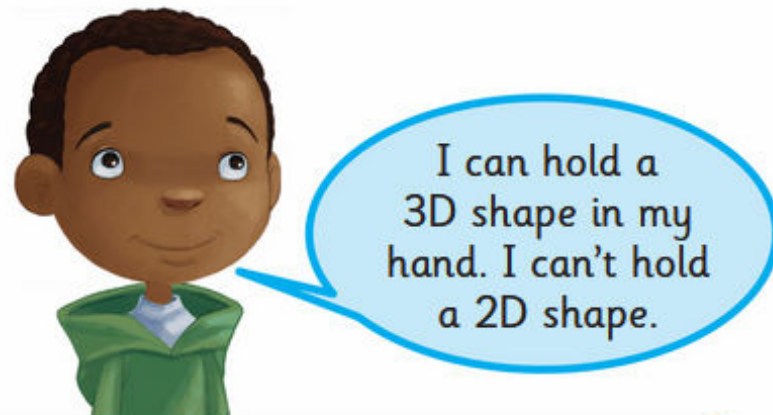 I can hold a
3D shape in my
hand. I can't hold
a 2D shape.